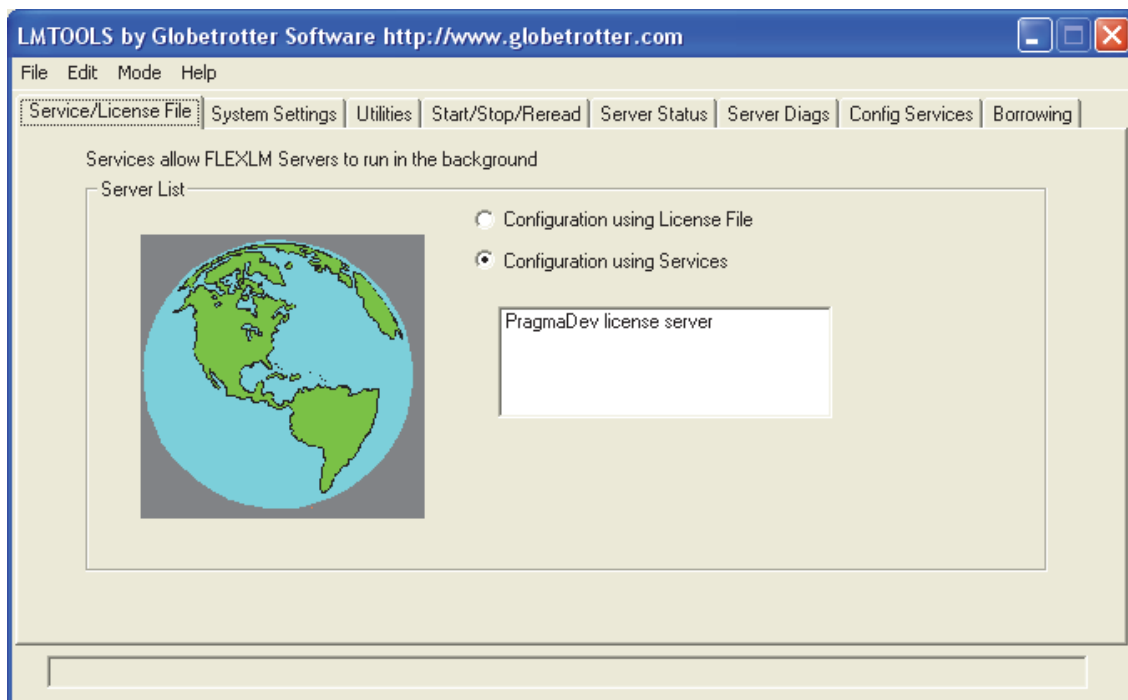 LMTOOLS by Globetrotter Software http://www.globetrotter.com
File Edit Mode Help
Service/License File System Settings Utilities Start/Stop/Reread Server Status Server Diags Config Services Borrowing
Services allow FLEXLM Servers to run in the background
Server List
Configuration using License File
Configuration using Services
PragmaDev license server